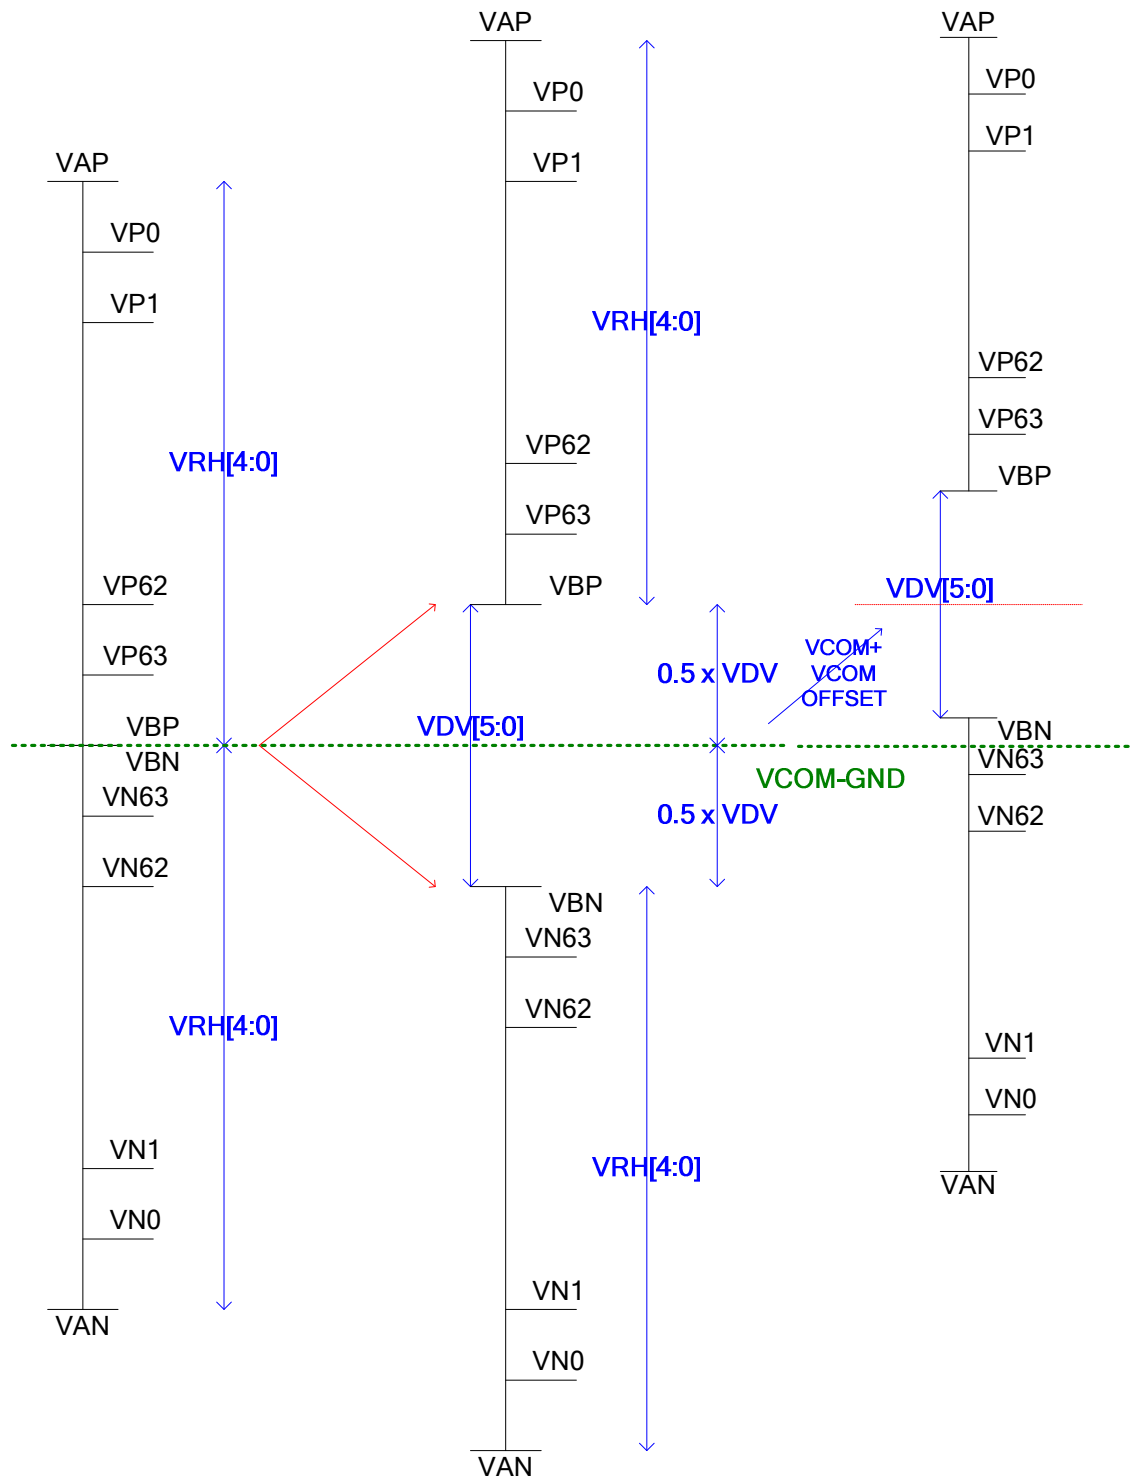 VAP
VP0
VP1
VRH[4:0]
VP62
VP63
VBP
VBN
VN63
VN62
VRH[4:0]
VN1
VN0
VAN
VAP
VP0
VP1
VRH[4:0]
VP62
VP63
VBP
0.5 x VDV
VDV[5:0]
0.5 x VDV
VBN
VN63
VN62
VRH[4:0]
VN1
VN0
VAN
VAP
VP0
VP1
VP62
VP63
VBP
VDV[5:0]
VCOM+
VCOM
OFFSET
VBN
VCOM-GND
VN63
VN62
VN1
VN0
VAN